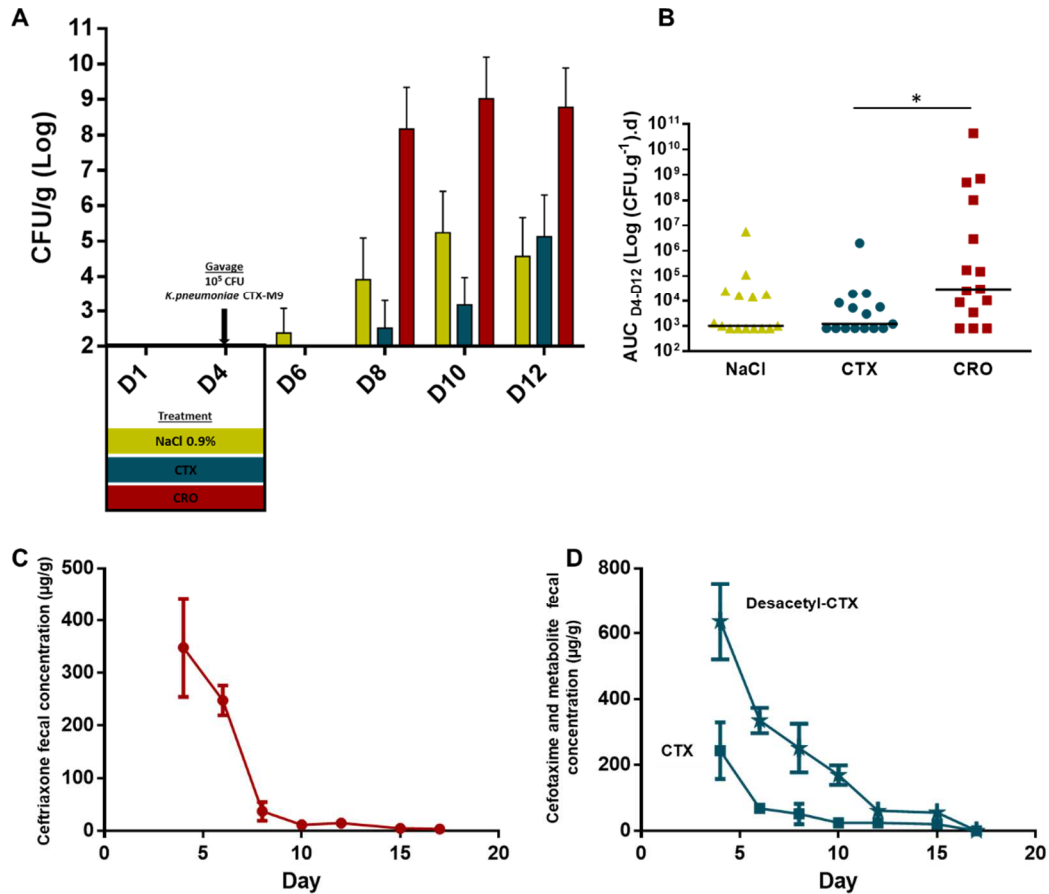 A
CFU/g (Log)
11
10
9
8
7
6
5
4
3
2
Gavage
10⁵ CFU
K.pneumoniae CTX-M9
D1
D4
D6
D8
D10
D12
Treatment
NaCl 0.9%
CTX
CRO
B
*
AUC D4-D12 (Log (CFU.g⁻¹).d)
10¹¹
10¹⁰
10⁹
10⁸
10⁷
10⁶
10⁵
10⁴
10³
10²
NaCl
CTX
CRO
C
Ceftriaxone fecal concentration (µg/g)
500
400
300
200
100
0
0
5
10
15
20
Day
D
Cefotaxime and metabolite fecal
concentration (µg/g)
800
600
400
200
0
Desacetyl-CTX
CTX
0
5
10
15
20
Day